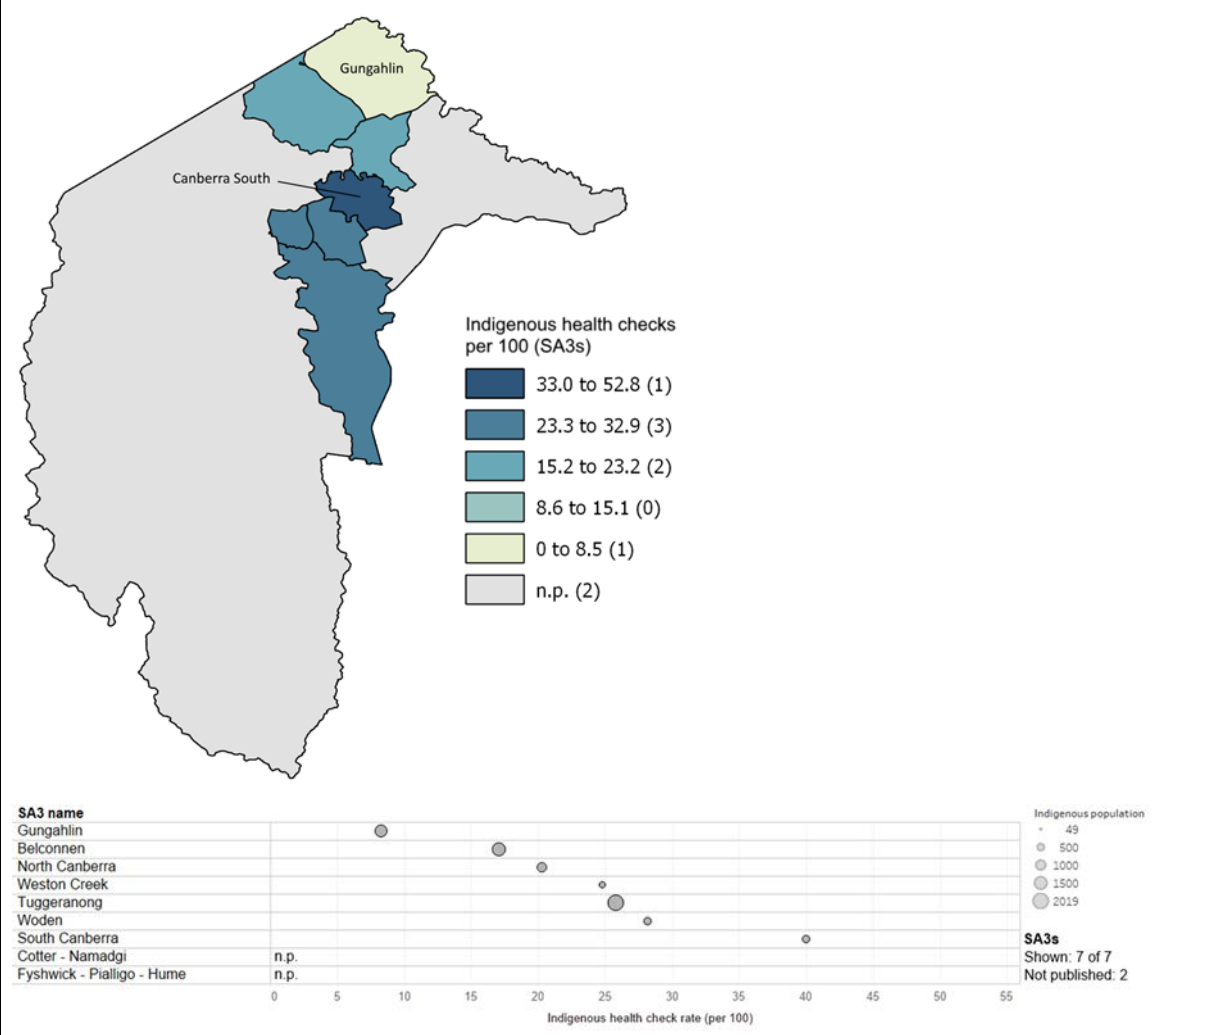 Gungahlin
Canberra South
Indigenous health checks
per 100 (SA3s)
33.0 to 52.8 (1)
23.3 to 32.9 (3)
15.2 to 23.2 (2)
8.6 to 15.1 (0)
0 to 8.5 (1)
n.p. (2)
SA3 name
Gungahlin
Belconnen
North Canberra
Weston Creek
Tuggeranong
Woden
South Canberra
Cotter - Namadgi n.p.
Fyshwick - Pialligo - Hume n.p.
0 5 10 15 20 25 30 35 40 45 50 55
Indigenous health check rate (per 100)
Indigenous population
49
500
1000
1500
2019
SA3s
Shown: 7 of 7
Not published: 2